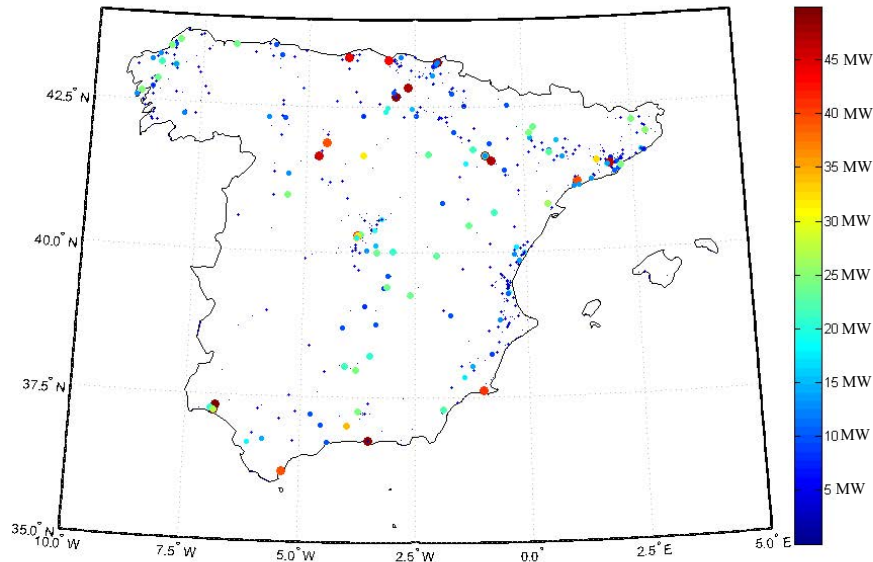 45 MW
42.5° N
40 MW
35 MW
30 MW
40.0° N
25 MW
20 MW
15 MW
37.5° N
10 MW
5 MW
35.0° N
10.0° W
7.5° W
5.0° W
2.5° W
0.0°
2.5° E
5.0° E